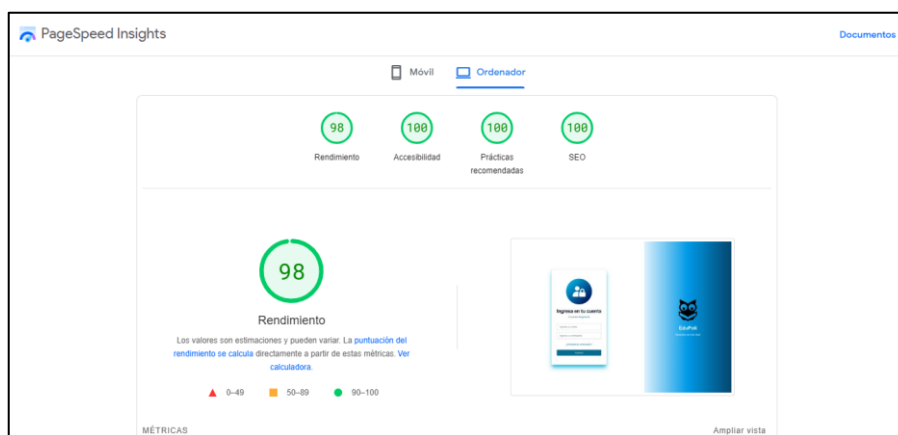 PageSpeed Insights
Documentos
Móvil
Ordenador
98
100
100
100
Rendimiento
Accesibilidad
Prácticas
recomendadas
SEO
98
Rendimiento
Los valores son estimaciones y pueden variar. La puntuación del
rendimiento se calcula directamente a partir de estas métricas. Ver
calculadora.
0–49
50–89
90–100
Ingresa en tu cuenta
EduPoli
MÉTRICAS
Ampliar vista